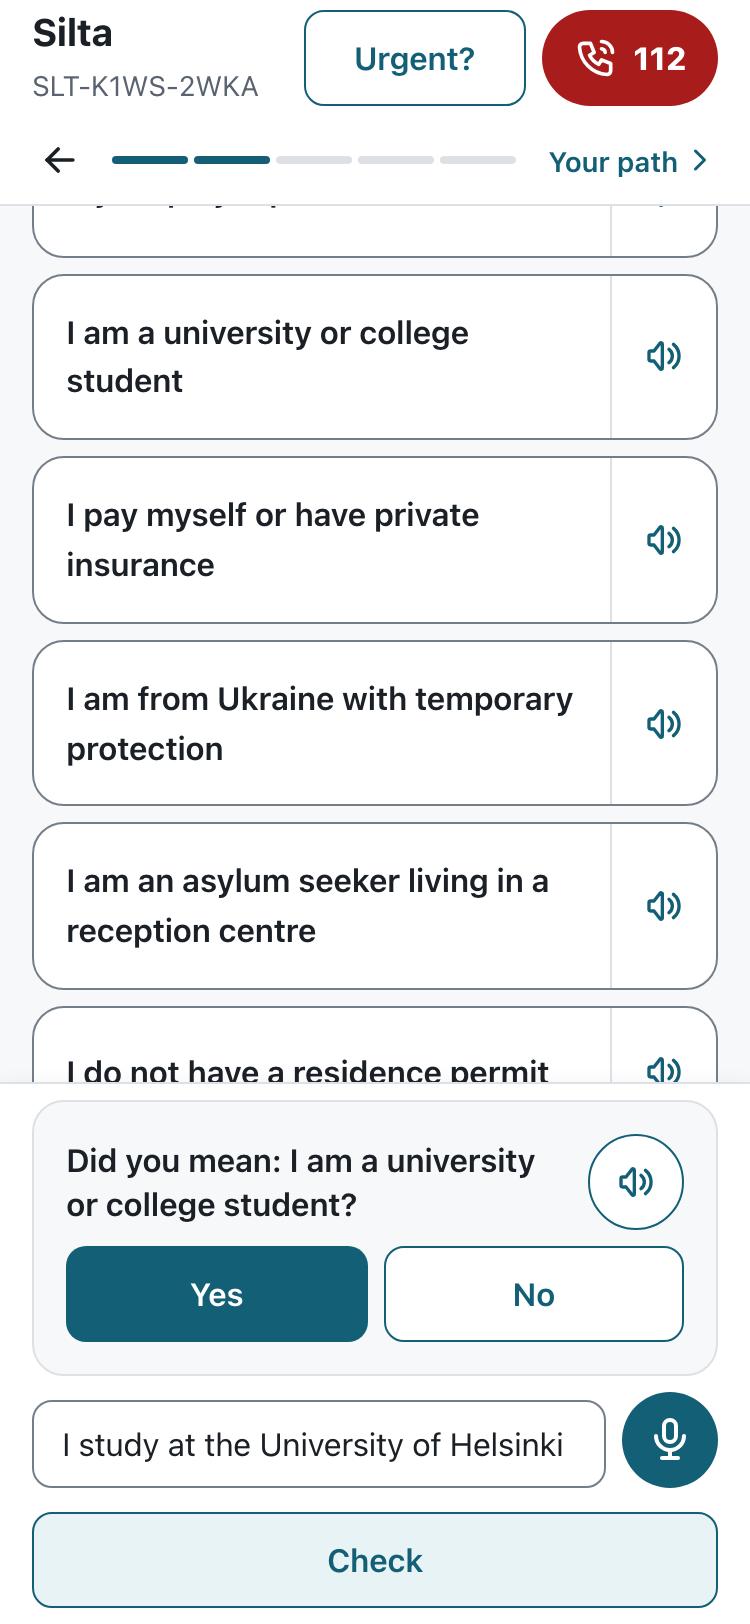 Silta
SLT-K1WS-2WKA
Urgent?
112
Your path
I am a university or college
student
I pay myself or have private
insurance
I am from Ukraine with temporary
protection
I am an asylum seeker living in a
reception centre
I do not have a residence permit
Did you mean: I am a university
or college student?
Yes
No
I study at the University of Helsinki
Check